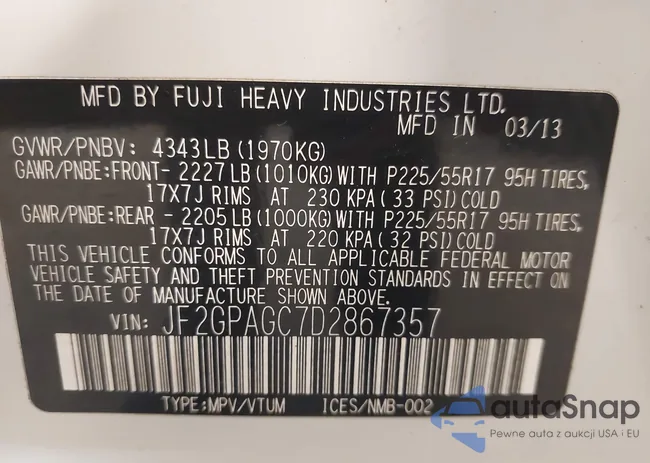 MFD BY FUJI HEAVY INDUSTRIES LTD.
MFD IN 03/13
GVWR/PNBV: 4343LB (1970KG)
GAWR/PNBE:FRONT- 2227LB (1010KG) WITH P225/55R17 95H TIRES,
17X7J RIMS AT 230 KPA (33 PSI) COLD
GAWR/PNBE:REAR - 2205LB (1000KG) WITH P225/55R17 95H TIRES,
17X7J RIMS AT 220 KPA (32 PSI) COLD
THIS VEHICLE CONFORMS TO ALL APPLICABLE FEDERAL MOTOR
VEHICLE SAFETY AND THEFT PREVENTION STANDARDS IN EFFECT ON
THE DATE OF MANUFACTURE SHOWN ABOVE.
VIN: JF2GPAGC7D2867357
TYPE:MPV/VTUM ICES/NMB-002
autoSnap
Pewne auta z aukcji USA i EU